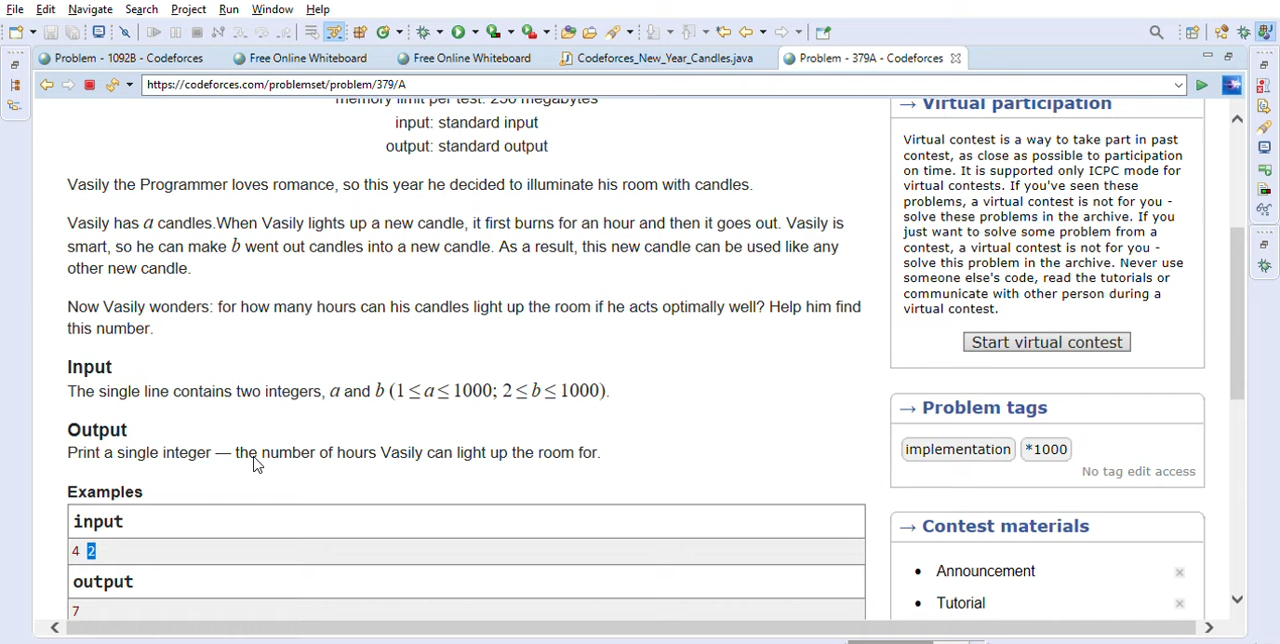 File Edit Navigate Search Project Run Window Help
Problem - 1092B - Codeforces Free Online Whiteboard Free Online Whiteboard Codeforces_New_Year_Candles.java Problem - 379A - Codeforces
https://codeforces.com/problemset/problem/379/A
memory limit per test: 256 megabytes
input: standard input
output: standard output
Vasily the Programmer loves romance, so this year he decided to illuminate his room with candles.
Vasily has a candles.When Vasily lights up a new candle, it first burns for an hour and then it goes out. Vasily is
smart, so he can make b went out candles into a new candle. As a result, this new candle can be used like any
other new candle.
Now Vasily wonders: for how many hours can his candles light up the room if he acts optimally well? Help him find
this number.
Input
The single line contains two integers, a and b (1 ≤ a ≤ 1000; 2 ≤ b ≤ 1000).
Output
Print a single integer — the number of hours Vasily can light up the room for.
Examples
input
4 2
output
7
→ Virtual participation
Virtual contest is a way to take part in past
contest, as close as possible to participation
on time. It is supported only ICPC mode for
virtual contests. If you've seen these
problems, a virtual contest is not for you -
solve these problems in the archive. If you
just want to solve some problem from a
contest, a virtual contest is not for you -
solve this problem in the archive. Never use
someone else's code, read the tutorials or
communicate with other person during a
virtual contest.
Start virtual contest
→ Problem tags
implementation *1000
No tag edit access
→ Contest materials
• Announcement
• Tutorial